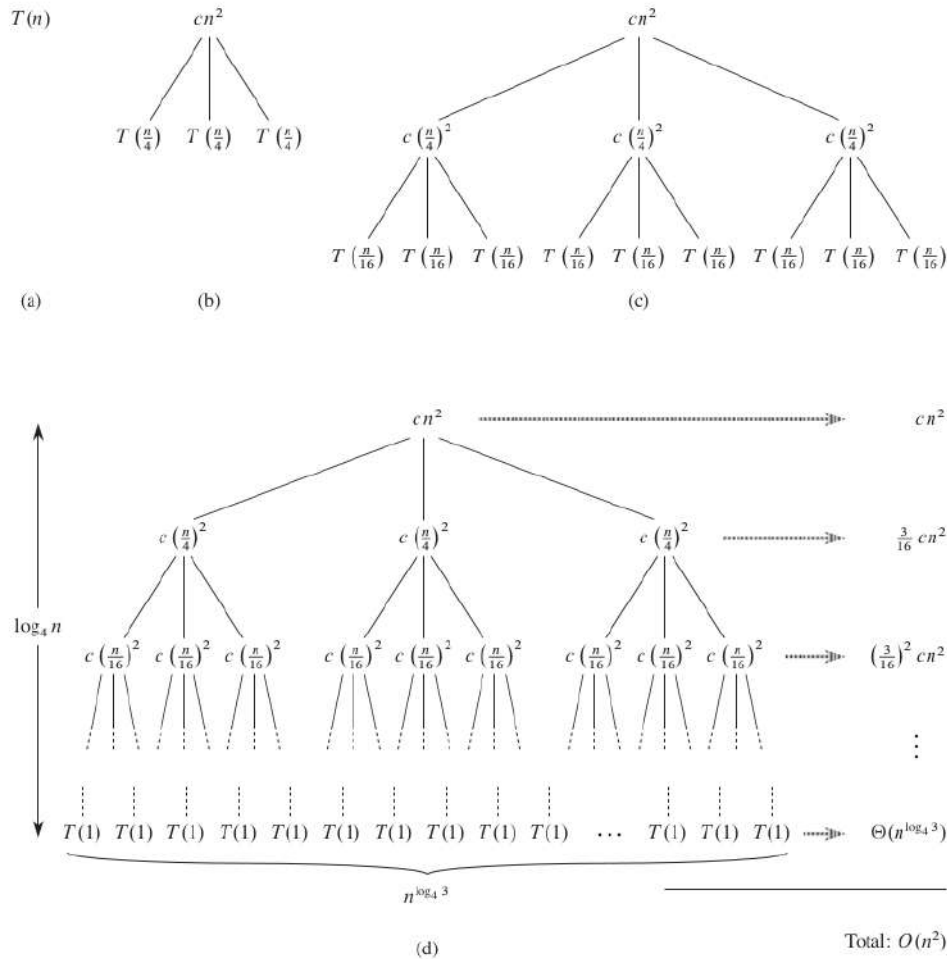 T(n) cn² cn²
T(n/4) T(n/4) T(n/4) c(n/4)² c(n/4)² c(n/4)²
T(n/16) T(n/16) T(n/16) T(n/16) T(n/16) T(n/16) T(n/16) T(n/16) T(n/16)
(a) (b) (c)
cn² cn²
c(n/4)² c(n/4)² c(n/4)² 3/16 cn²
log₄ n
c(n/16)² c(n/16)² c(n/16)² c(n/16)² c(n/16)² c(n/16)² c(n/16)² c(n/16)² c(n/16)² (3/16)² cn²
⋮
T(1) T(1) T(1) T(1) T(1) T(1) T(1) T(1) T(1) T(1) ... T(1) T(1) T(1) Θ(n^{log₄ 3})
n^{log₄ 3}
(d) Total: O(n²)